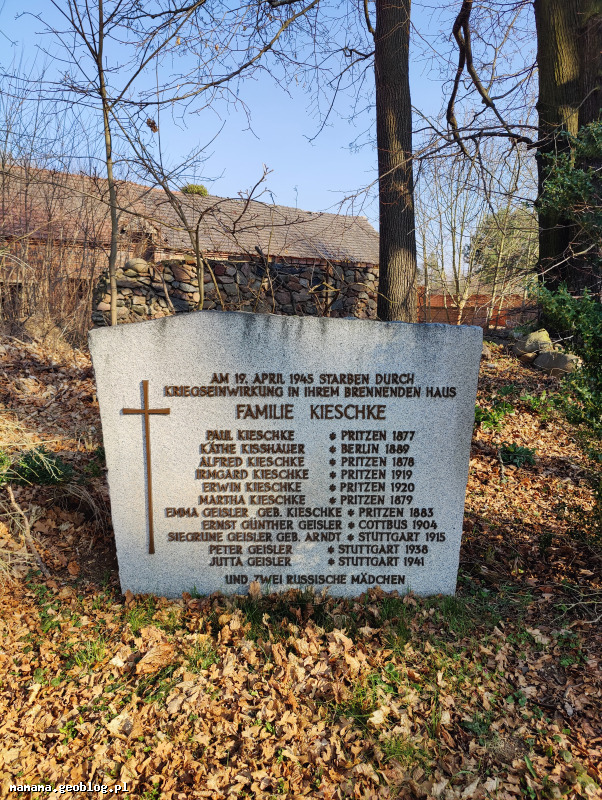 AM 19. APRIL 1945 STARBEN DURCH
KRIEGSEINWIRKUNG IN IHREM BRENNENDEN HAUS
FAMILIE KIESCHKE
PAUL KIESCHKE * PRITZEN 1877
KÄTHE KISSHAUER * BERLIN 1889
ALFRED KIESCHKE * PRITZEN 1878
IRMGARD KIESCHKE * PRITZEN 1919
ERWIN KIESCHKE * PRITZEN 1920
MARTHA KIESCHKE * PRITZEN 1879
EMMA GEISLER GEB. KIESCHKE * PRITZEN 1883
ERNST GÜNTHER GEISLER * COTTBUS 1904
SIEGRUNE GEISLER GEB. ARNDT * STUTTGART 1915
PETER GEISLER * STUTTGART 1938
JUTTA GEISLER * STUTTGART 1941
UND ZWEI RUSSISCHE MÄDCHEN
mamama.geoblog.pl